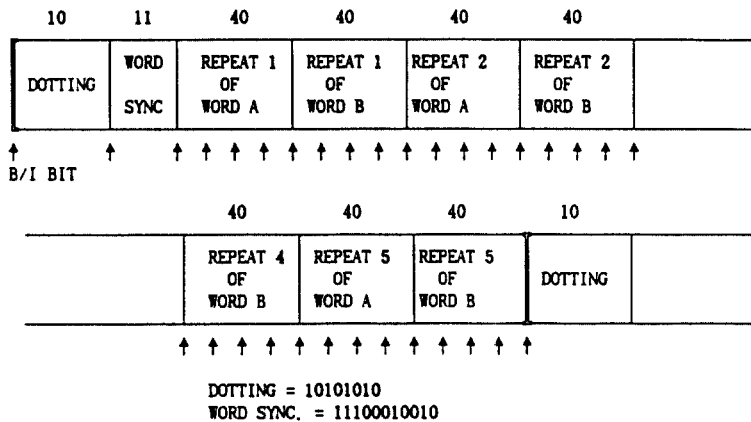 10 11 40 40 40 40
DOTTING
WORD
SYNC
REPEAT 1
OF
WORD A
REPEAT 1
OF
WORD B
REPEAT 2
OF
WORD A
REPEAT 2
OF
WORD B
B/I BIT
40 40 40 10
REPEAT 4
OF
WORD B
REPEAT 5
OF
WORD A
REPEAT 5
OF
WORD B
DOTTING
DOTTING = 10101010
WORD SYNC. = 11100010010